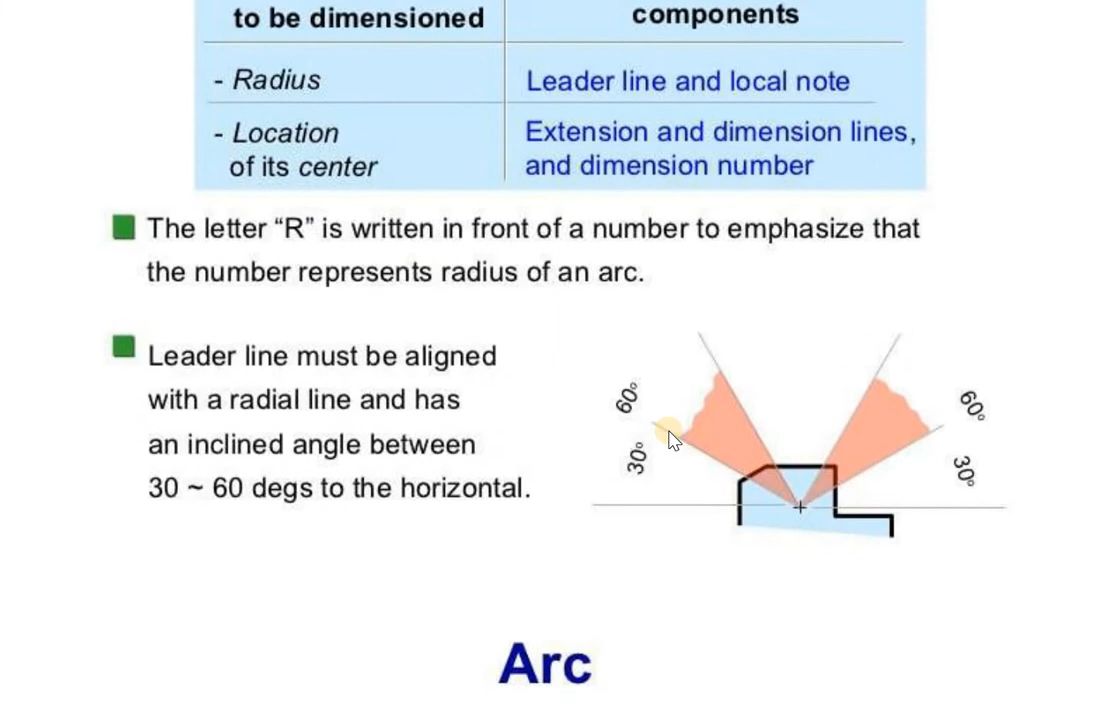 to be dimensioned
components
- Radius
Leader line and local note
- Location
of its center
Extension and dimension lines,
and dimension number
The letter “R” is written in front of a number to emphasize that
the number represents radius of an arc.
Leader line must be aligned
with a radial line and has
an inclined angle between
30 ~ 60 degs to the horizontal.
60°
30°
60°
30°
Arc